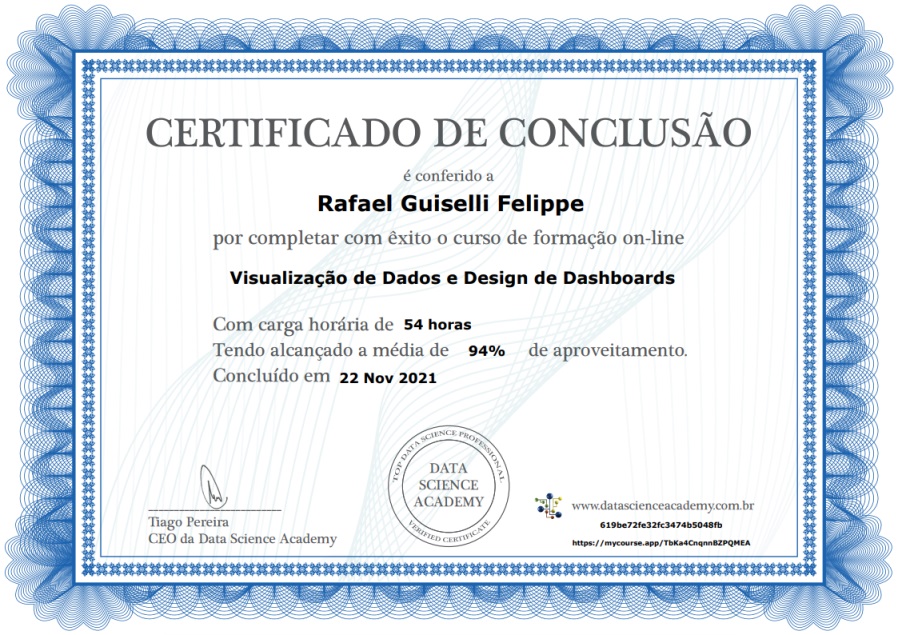 CERTIFICADO DE CONCLUSÃO
é conferido a
Rafael Guiselli Felippe
por completar com êxito o curso de formação on-line
Visualização de Dados e Design de Dashboards
Com carga horária de 54 horas
Tendo alcançado a média de 94% de aproveitamento.
Concluído em 22 Nov 2021
TOP DATA SCIENCE PROFESSIONAL
DATA
SCIENCE
ACADEMY
VERIFIED CERTIFICATE
Tiago Pereira
CEO da Data Science Academy
www.datascienceacademy.com.br
619be72fe32fc3474b5048fb
https://mycourse.app/TbKa4CnqnnBZPQMEA